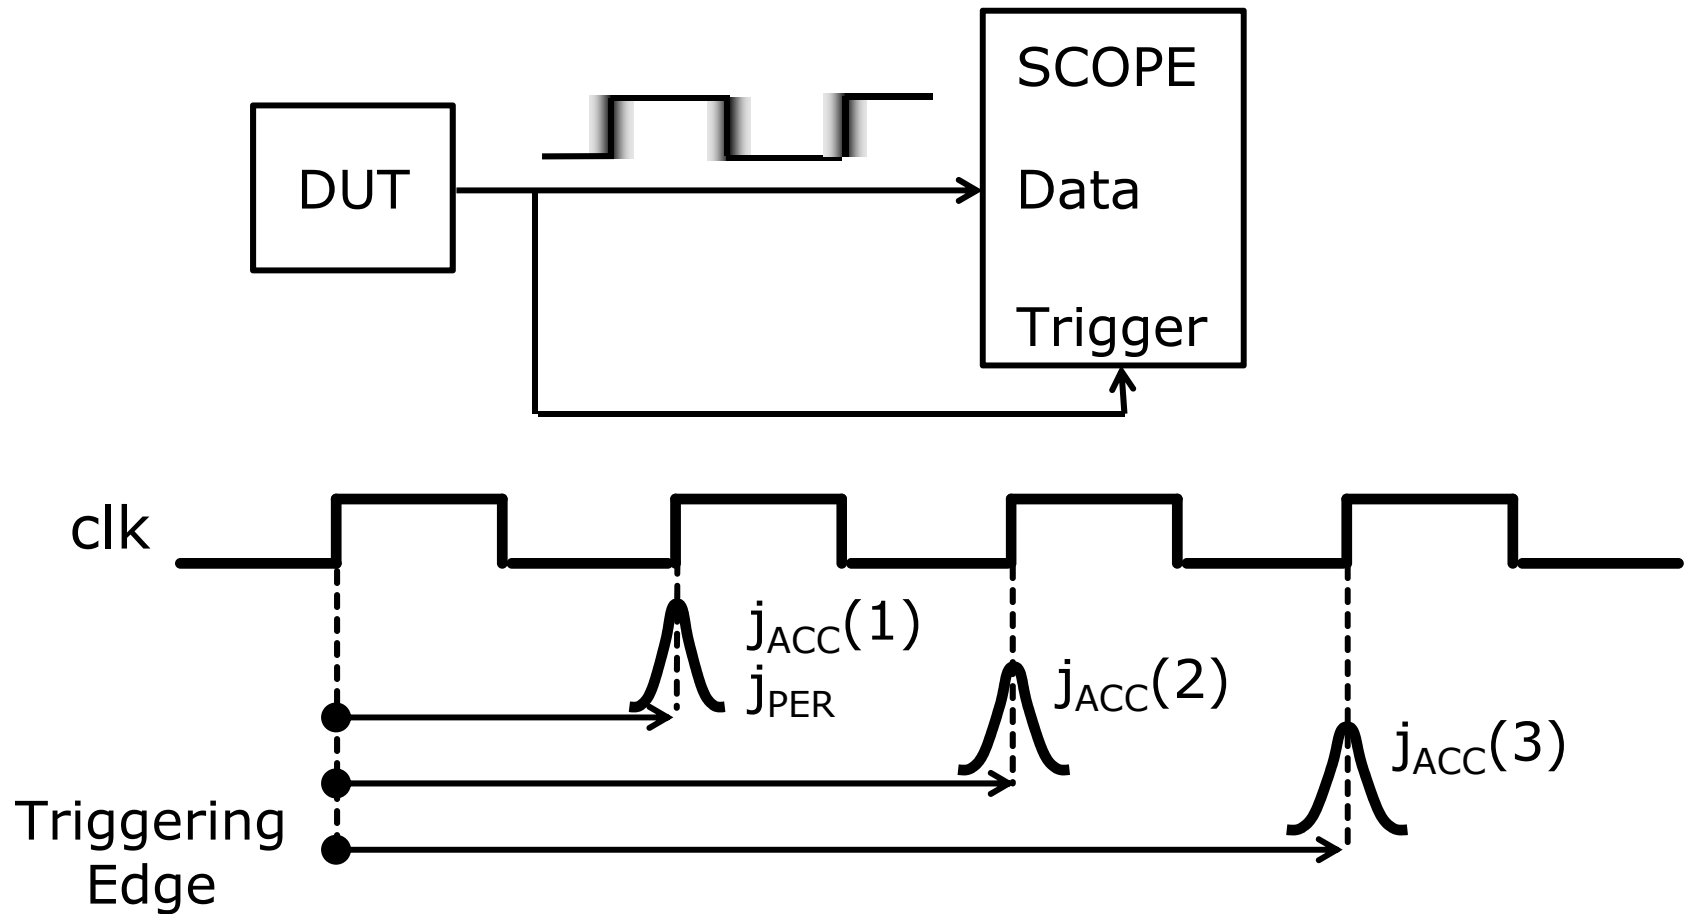 SCOPE
DUT
Data
Trigger
clk
jACC(1)
jPER
jACC(2)
jACC(3)
Triggering
Edge